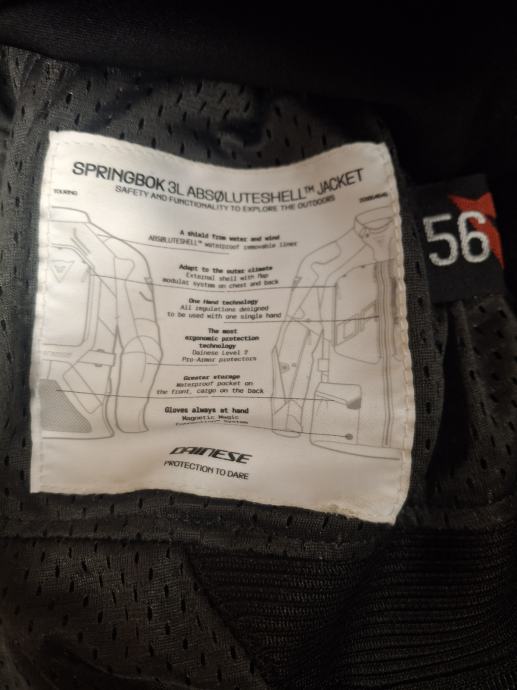 SPRINGBOK 3L ABSØLUTESHELL™ JACKET
SAFETY AND FUNCTIONALITY TO EXPLORE THE OUTDOORS
TOURING
A shield from water and wind
ABSØLUTESHELL™ waterproof removable liner
Adapt to the outer climate
External shell with flap
modular system on chest and back
One Hand technology
All regulations designed
to be used with one single hand
The most
ergonomic protection
technology
Dainese Level 2
Pro-Armor protectors
Greater storage
Waterproof pocket on
the front, cargo on the back
Gloves always at hand
Magnetic Magic
System
DAINESE
PROTECTION TO DARE
56